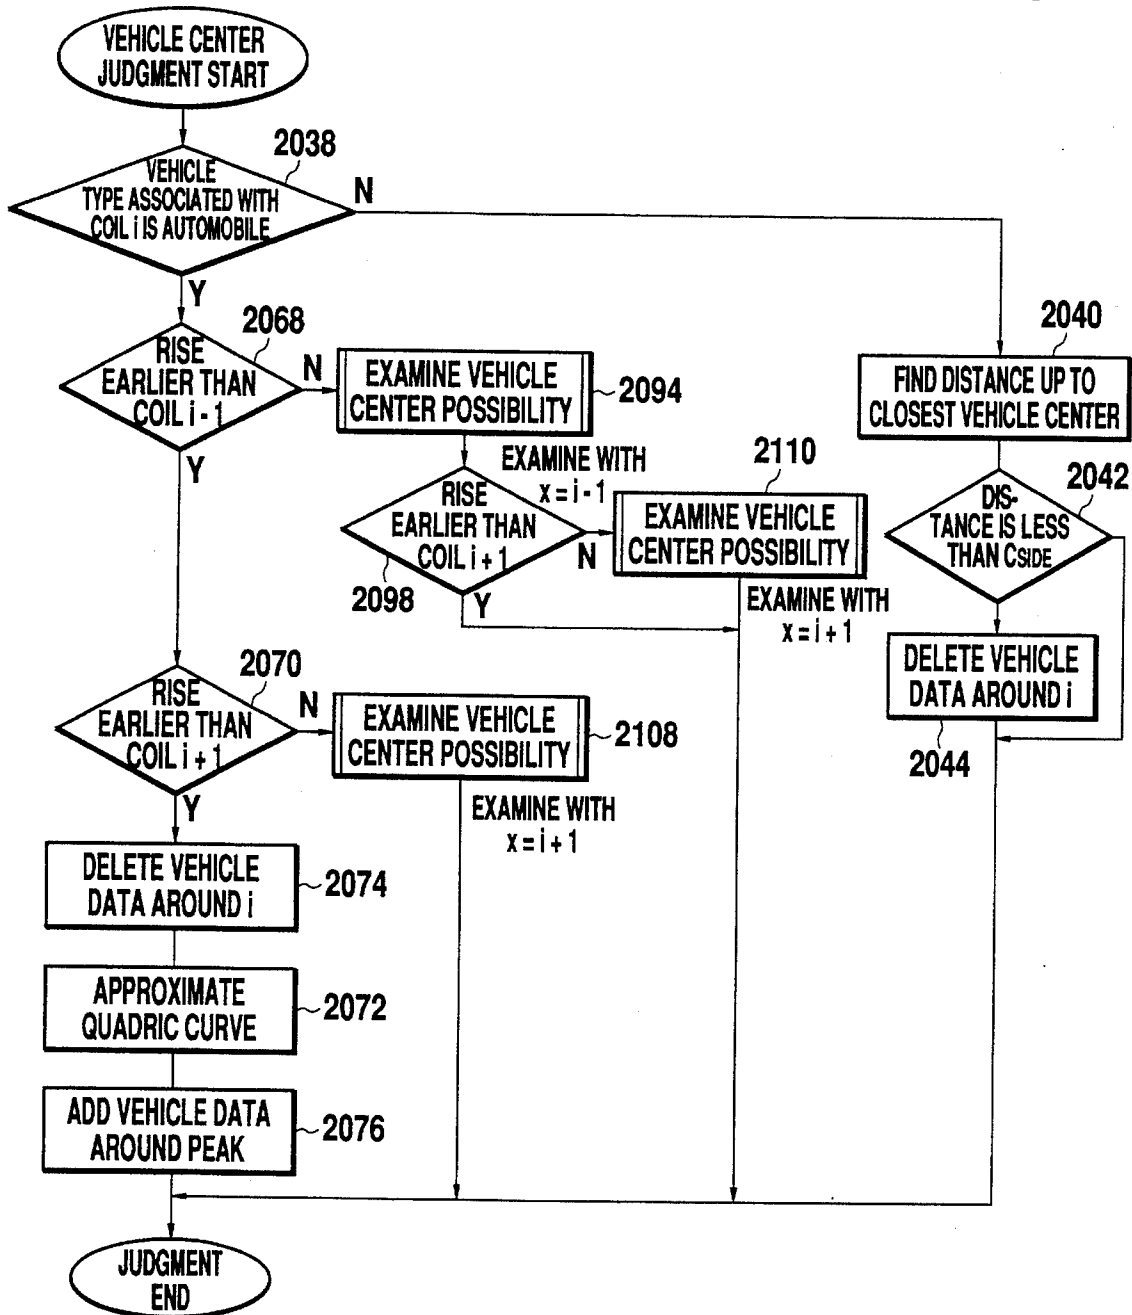 VEHICLE CENTER
JUDGMENT START
2038
VEHICLE
TYPE ASSOCIATED WITH
COIL i IS AUTOMOBILE
N
Y
2068
RISE
EARLIER THAN
COIL i - 1
N
Y
EXAMINE VEHICLE
CENTER POSSIBILITY
2094
EXAMINE WITH
x = i - 1
RISE
EARLIER THAN
COIL i + 1
2098
N
Y
2110
EXAMINE VEHICLE
CENTER POSSIBILITY
EXAMINE WITH
x = i + 1
2040
FIND DISTANCE UP TO
CLOSEST VEHICLE CENTER
2042
DIS-
TANCE IS LESS
THAN CSIDE
DELETE VEHICLE
DATA AROUND i
2044
2070
RISE
EARLIER THAN
COIL i + 1
N
Y
EXAMINE VEHICLE
CENTER POSSIBILITY
2108
EXAMINE WITH
x = i + 1
DELETE VEHICLE
DATA AROUND i
2074
APPROXIMATE
QUADRIC CURVE
2072
ADD VEHICLE DATA
AROUND PEAK
2076
JUDGMENT
END